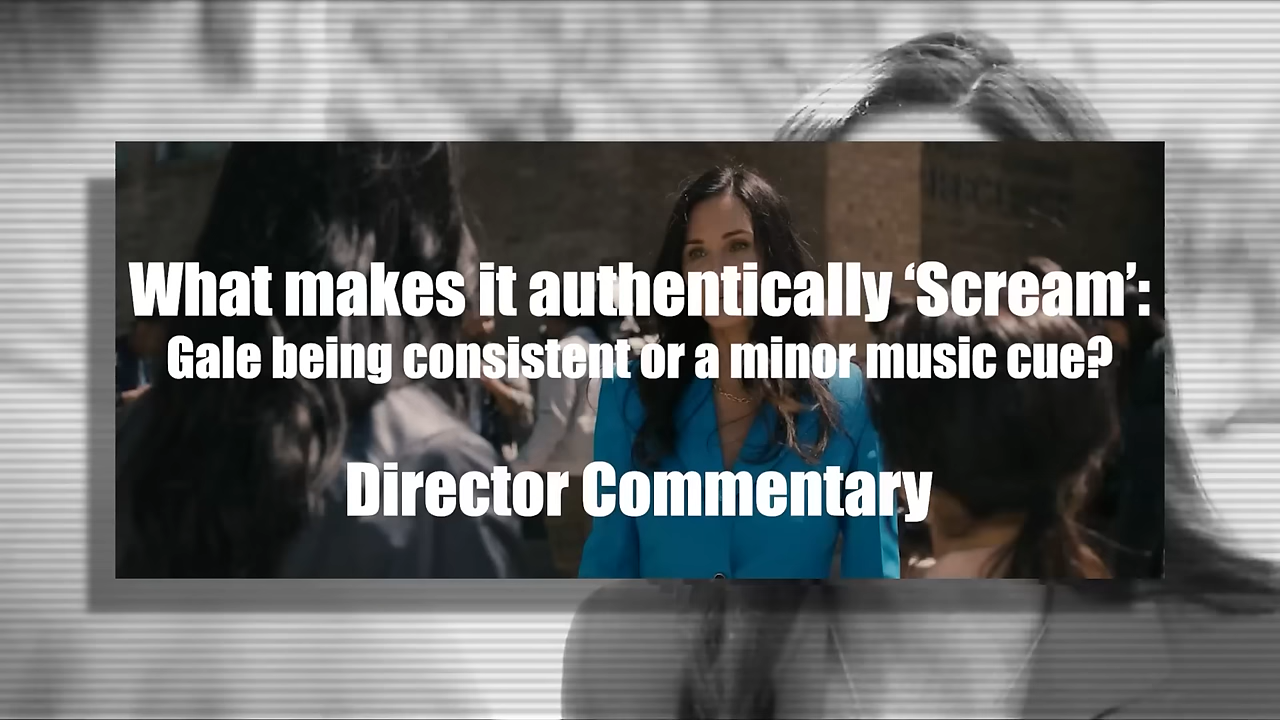 What makes it authentically ‘Scream’:
Gale being consistent or a minor music cue?
Director Commentary